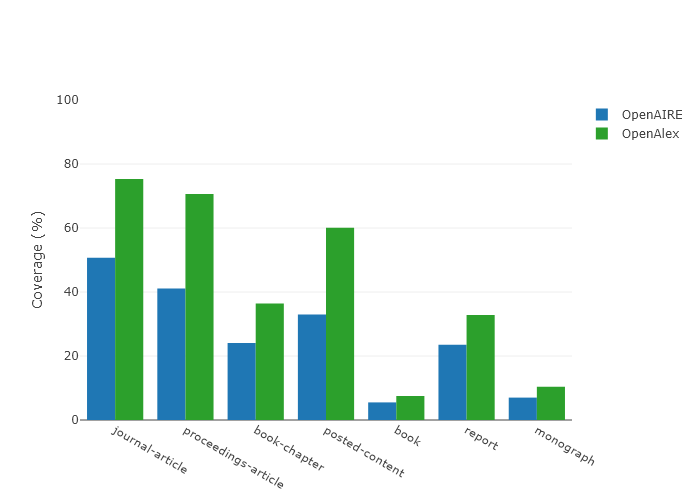 100
80
60
40
20
0
Coverage (%)
journal-article
proceedings-article
book-chapter
posted-content
book
report
monograph
OpenAIRE
OpenAlex